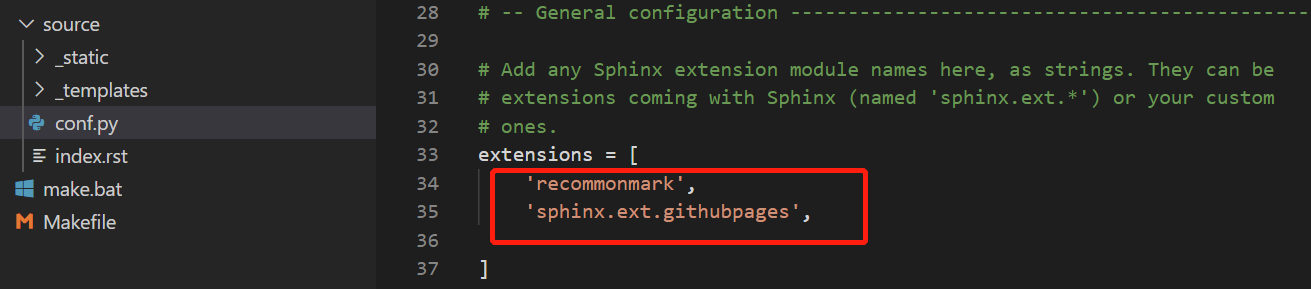 source
_static
_templates
conf.py
index.rst
make.bat
Makefile
28 # -- General configuration ---------------------------------------------------
29
30 # Add any Sphinx extension module names here, as strings. They can be
31 # extensions coming with Sphinx (named 'sphinx.ext.*') or your custom
32 # ones.
33 extensions = [
34 'recommonmark',
35 'sphinx.ext.githubpages',
36
37 ]